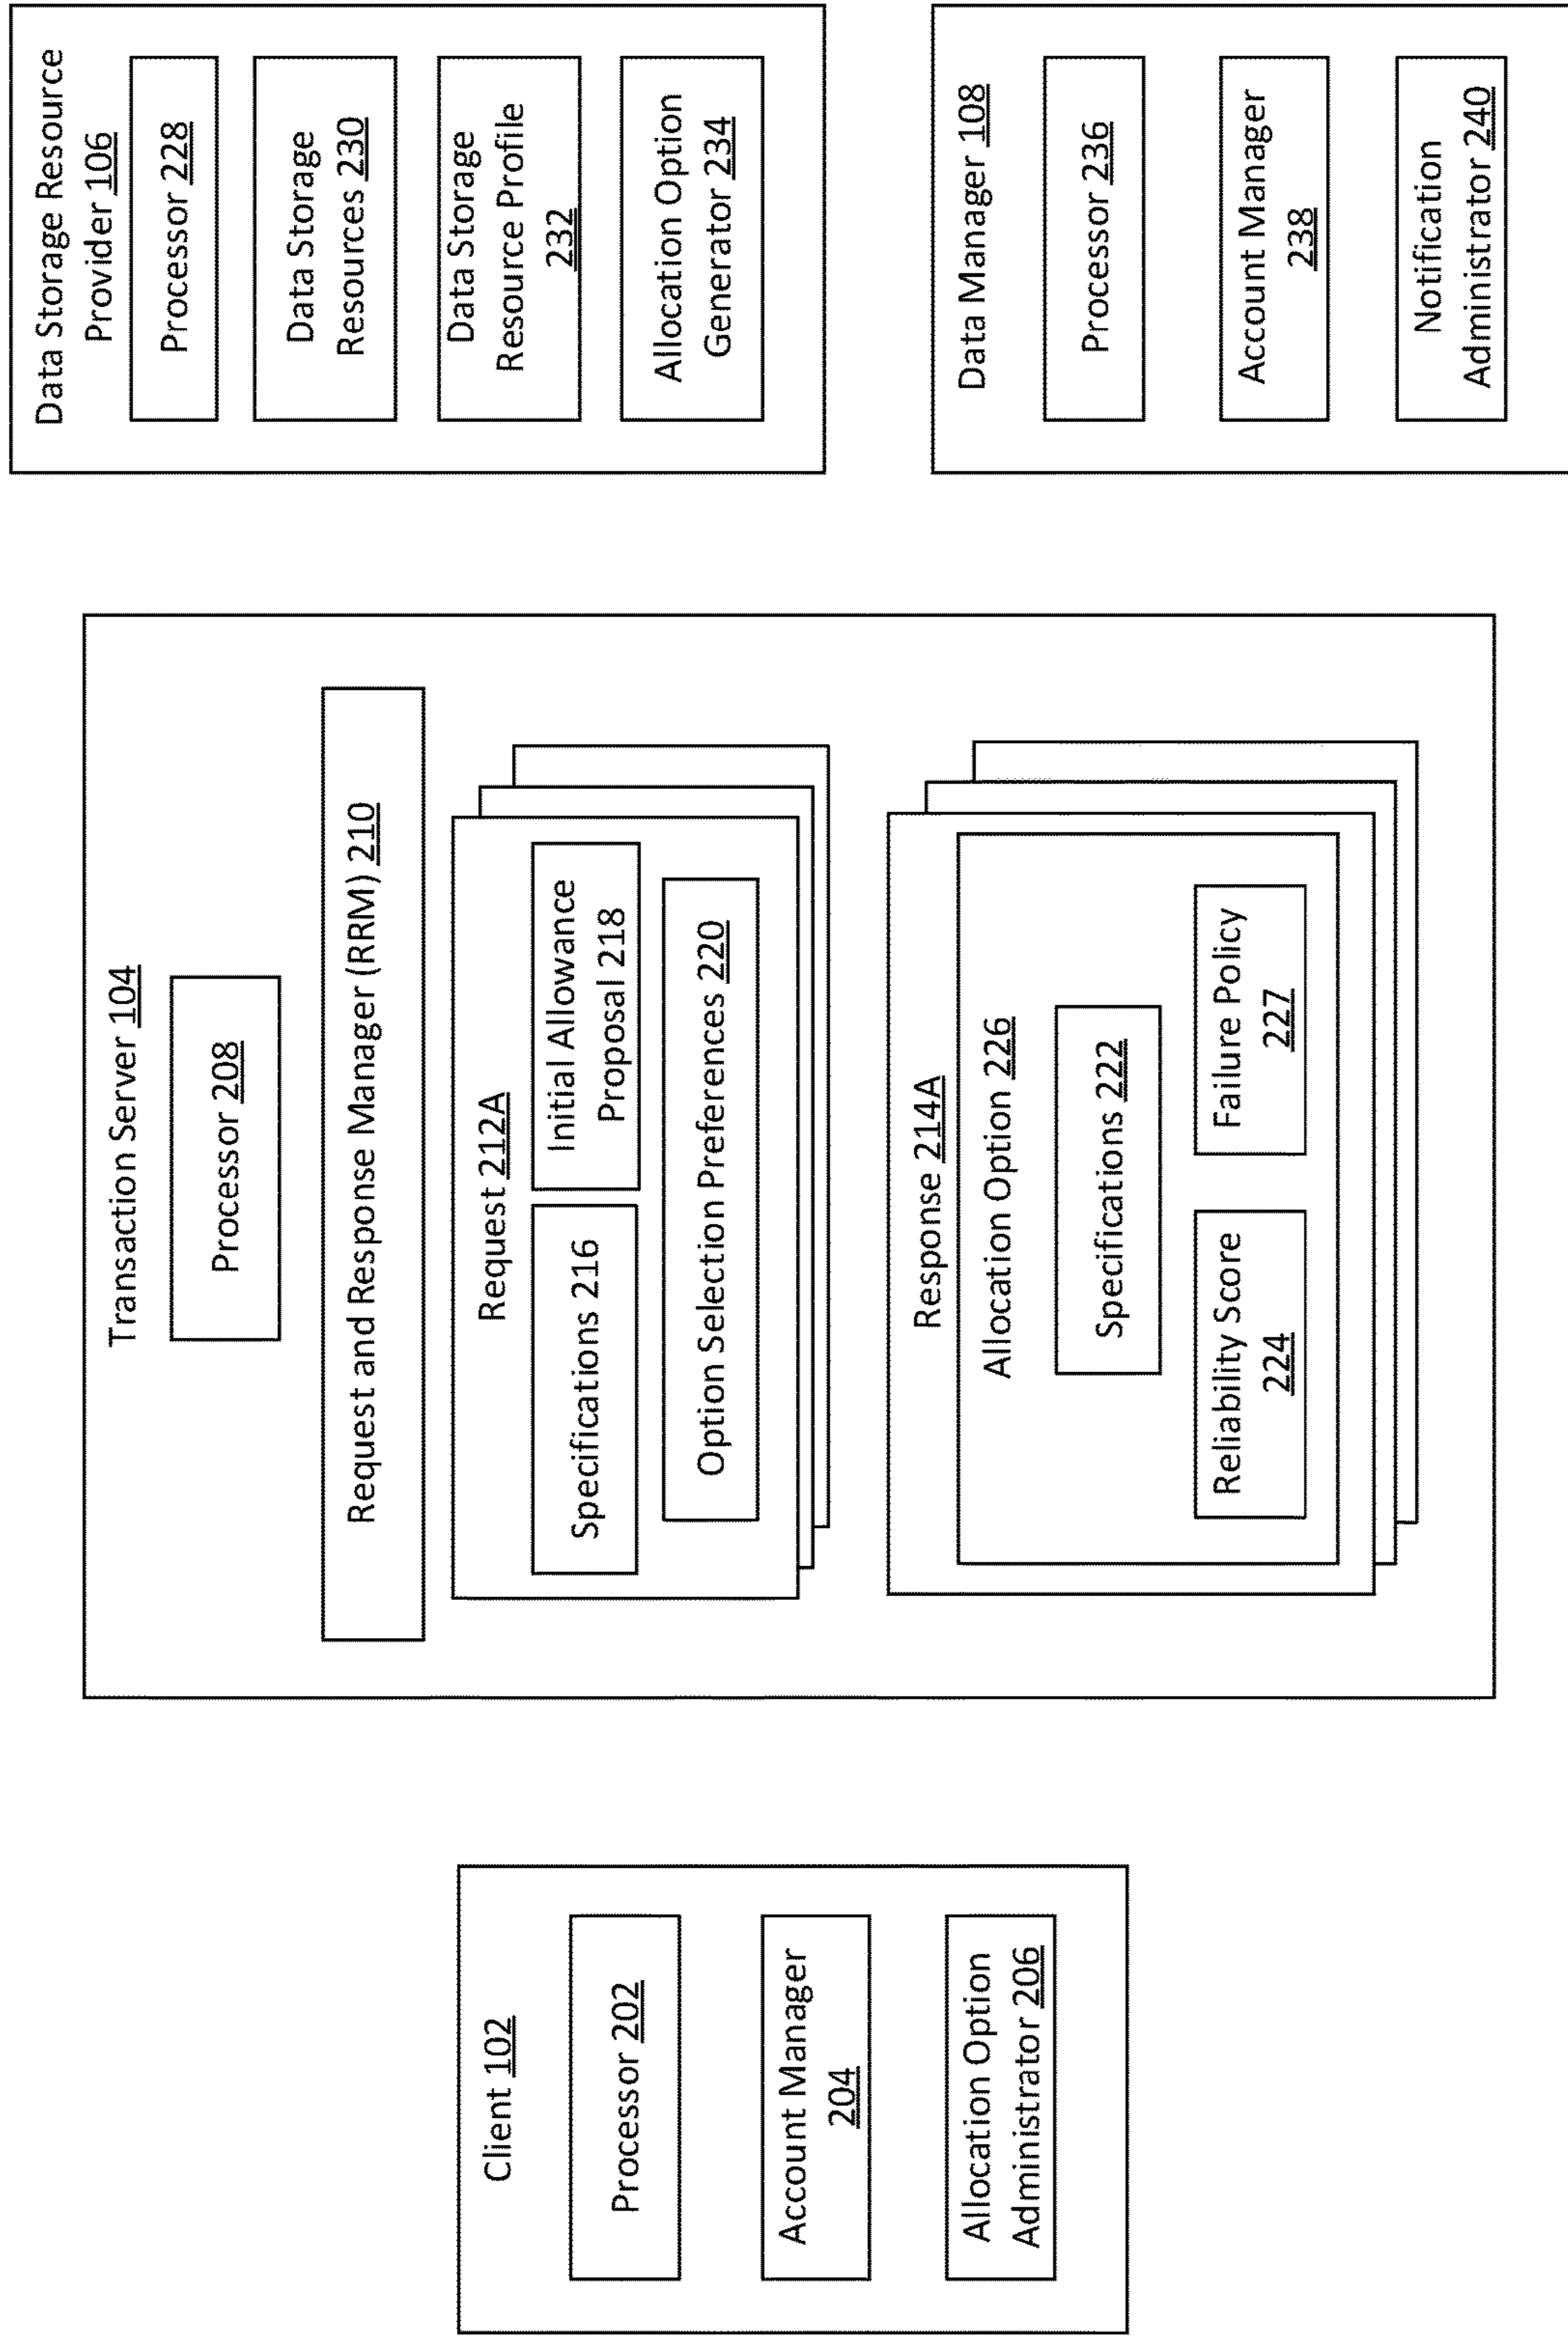 Client 102
Processor 202
Account Manager
204
Allocation Option
Administrator 206
Transaction Server 104
Processor 208
Request and Response Manager (RRM) 210
Request 212A
Specifications 216
Initial Allowance
Proposal 218
Option Selection Preferences 220
Response 214A
Allocation Option 226
Specifications 222
Reliability Score
224
Failure Policy
227
Data Storage Resource
Provider 106
Processor 228
Data Storage
Resources 230
Data Storage
Resource Profile
232
Allocation Option
Generator 234
Data Manager 108
Processor 236
Account Manager
238
Notification
Administrator 240